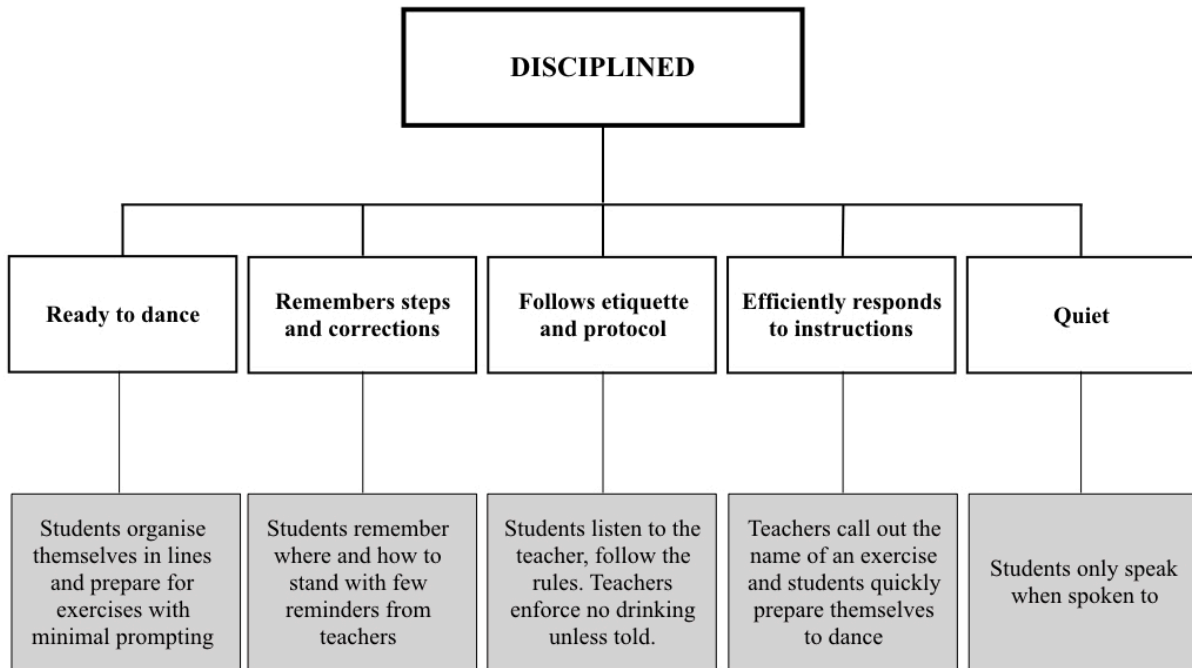 DISCIPLINED
Ready to dance
Remembers steps
and corrections
Follows etiquette
and protocol
Efficiently responds
to instructions
Quiet
Students organise
themselves in lines
and prepare for
exercises with
minimal prompting
Students remember
where and how to
stand with few
reminders from
teachers
Students listen to the
teacher, follow the
rules. Teachers
enforce no drinking
unless told.
Teachers call out the
name of an exercise
and students quickly
prepare themselves
to dance
Students only speak
when spoken to